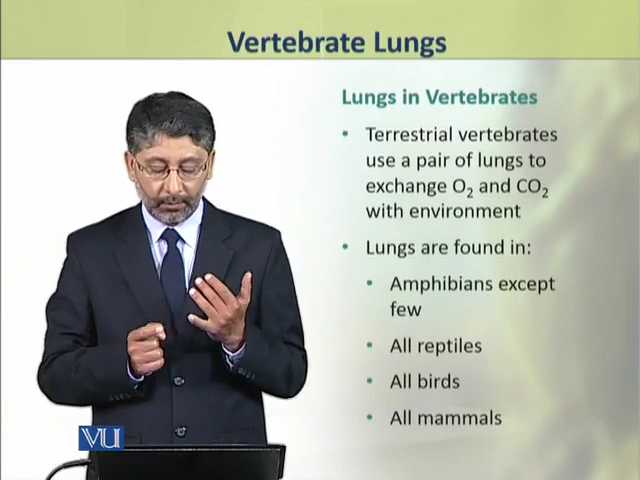 Vertebrate Lungs
Lungs in Vertebrates
• Terrestrial vertebrates
use a pair of lungs to
exchange O₂ and CO₂
with environment
• Lungs are found in:
• Amphibians except
few
• All reptiles
• All birds
• All mammals
VU